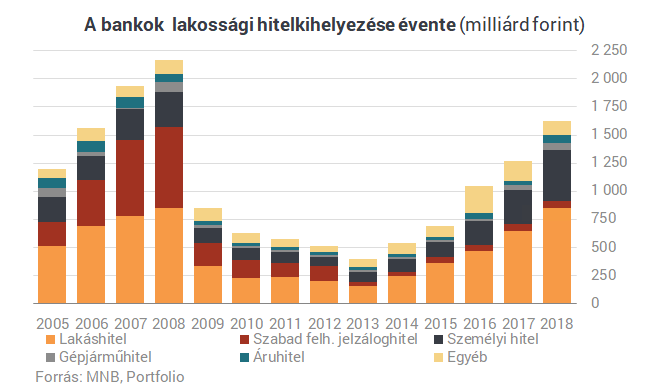 A bankok lakossági hitelkihelyezése évente (milliárd forint)
2 250
2 000
1 750
1 500
1 250
1 000
750
500
250
0
2005 2006 2007 2008 2009 2010 2011 2012 2013 2014 2015 2016 2017 2018
Lakáshitel Szabad felh. jelzáloghitel Személyi hitel
Gépjárműhitel Áruhitel Egyéb
Forrás: MNB, Portfolio